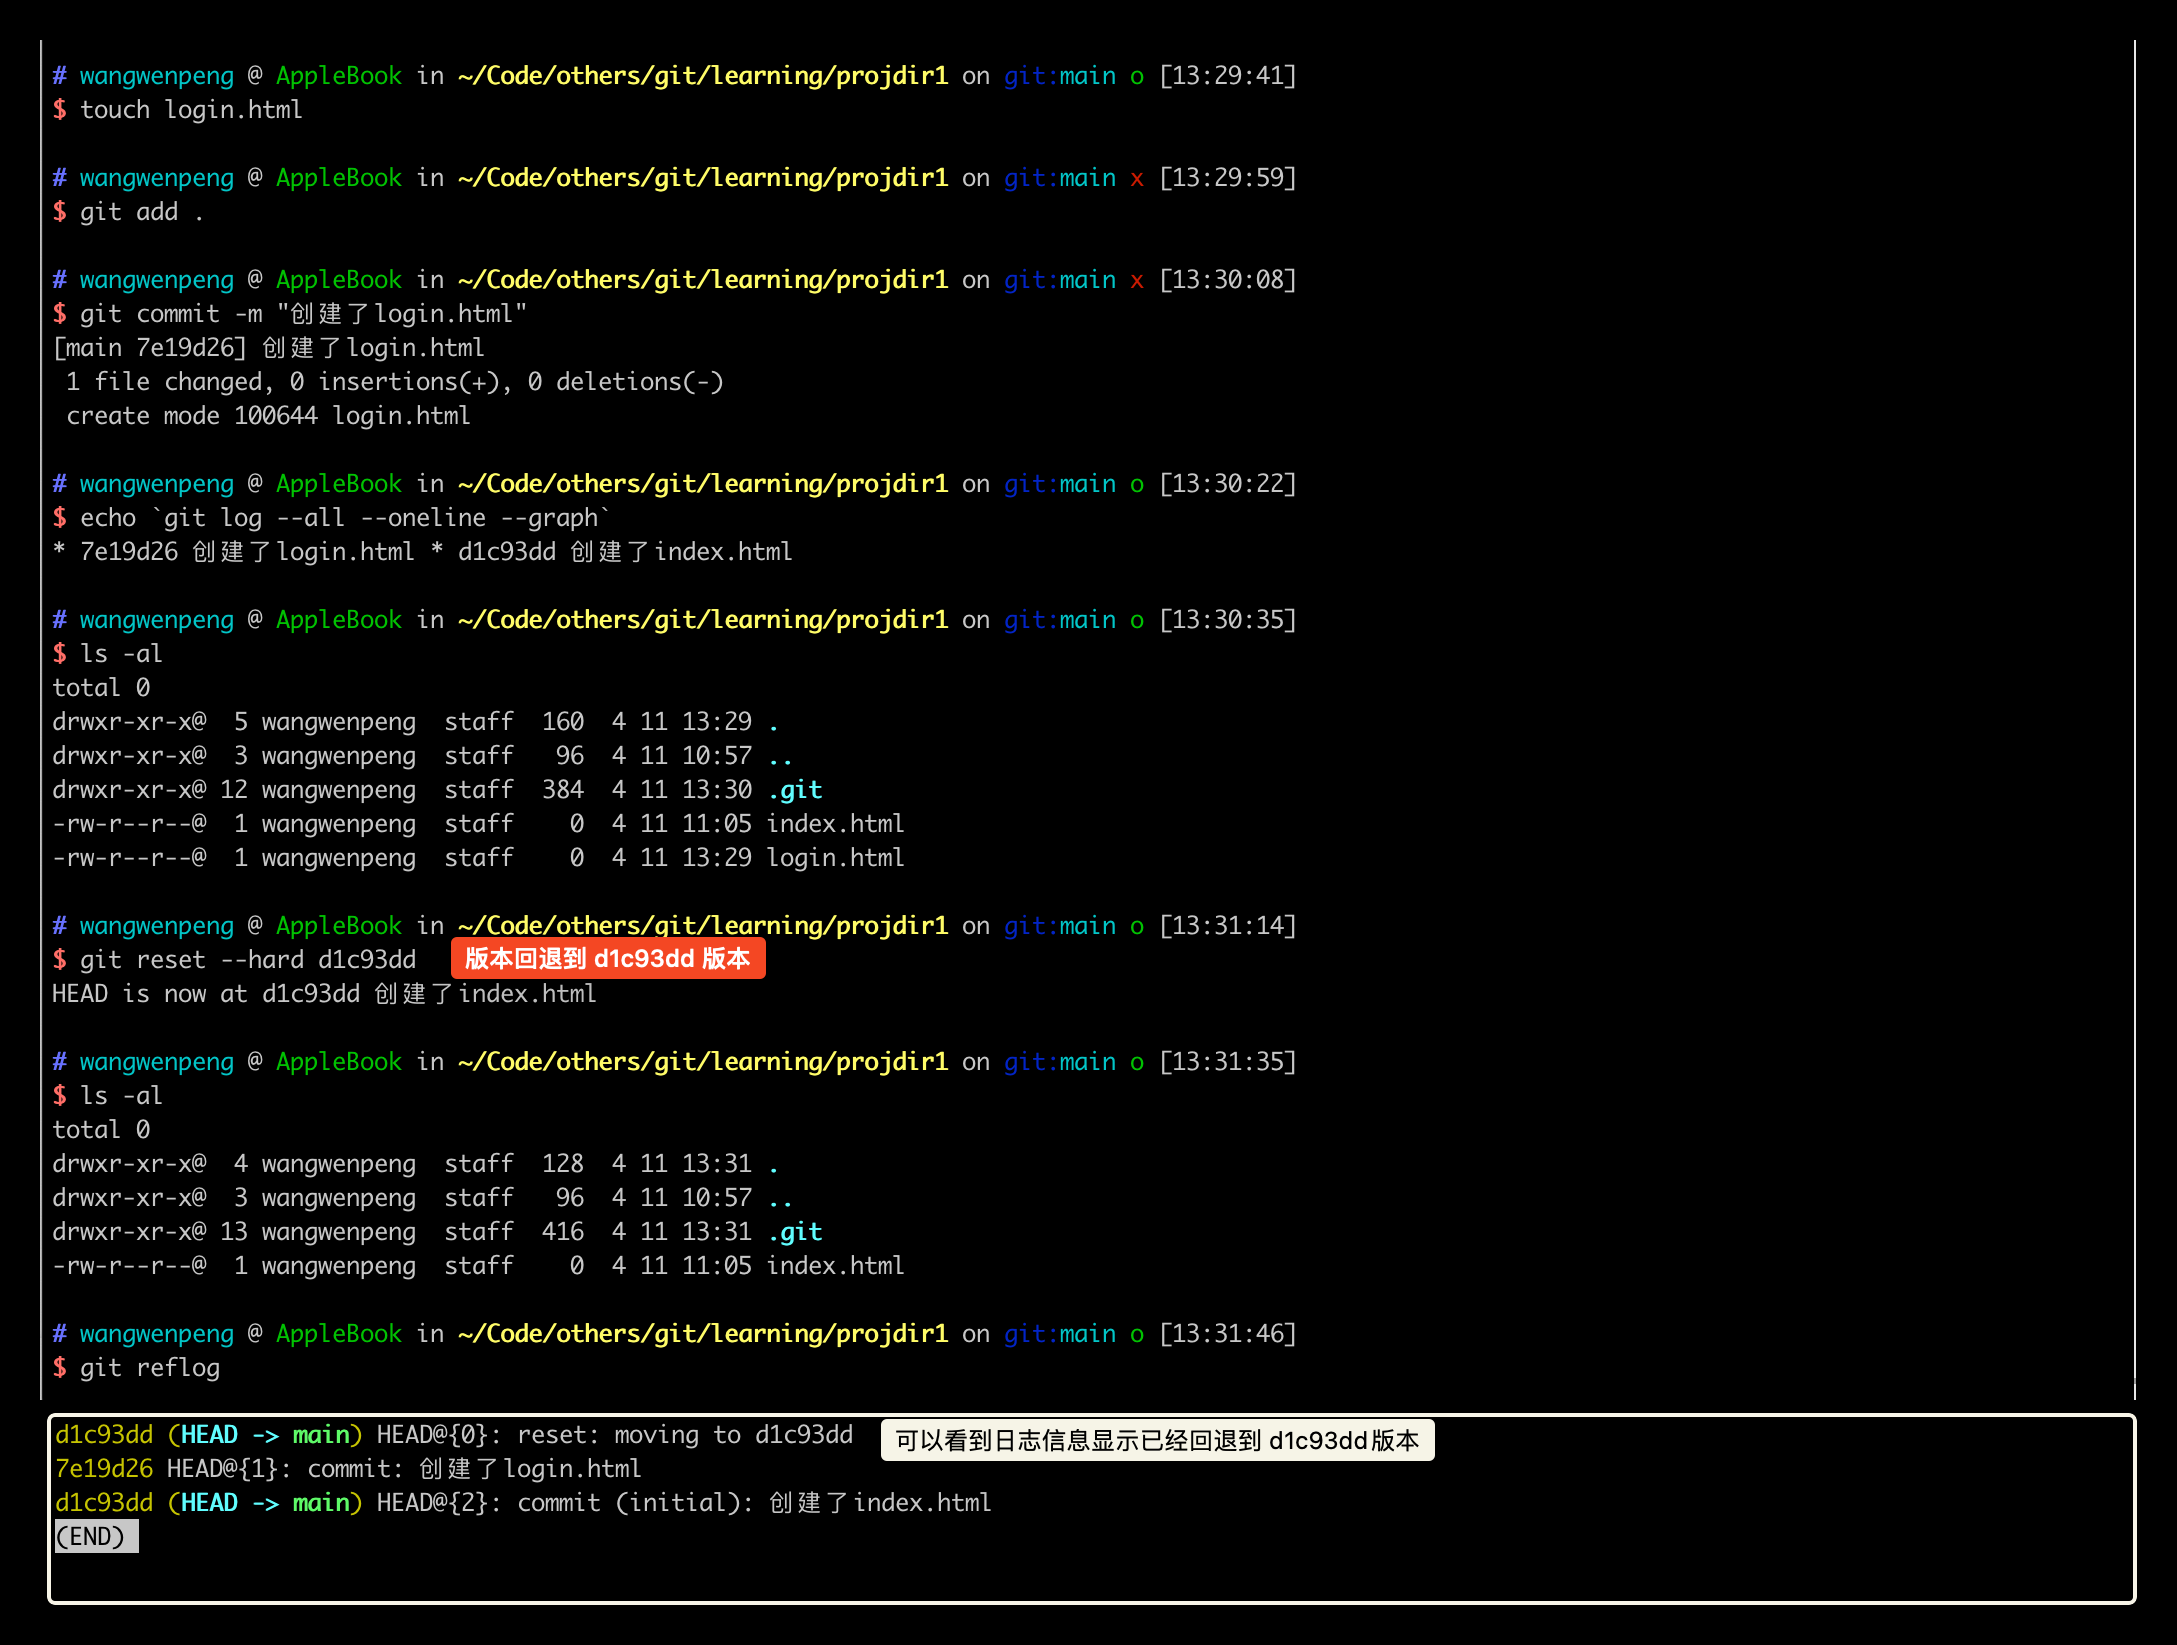 # wangwenpeng @ AppleBook in ~/Code/others/git/learning/projdir1 on git:main o [13:29:41]
$ touch login.html
# wangwenpeng @ AppleBook in ~/Code/others/git/learning/projdir1 on git:main x [13:29:59]
$ git add .
# wangwenpeng @ AppleBook in ~/Code/others/git/learning/projdir1 on git:main x [13:30:08]
$ git commit -m "创建了login.html"
[main 7e19d26] 创建了login.html
 1 file changed, 0 insertions(+), 0 deletions(-)
 create mode 100644 login.html
# wangwenpeng @ AppleBook in ~/Code/others/git/learning/projdir1 on git:main o [13:30:22]
$ echo `git log --all --oneline --graph`
* 7e19d26 创建了login.html * d1c93dd 创建了index.html
# wangwenpeng @ AppleBook in ~/Code/others/git/learning/projdir1 on git:main o [13:30:35]
$ ls -al
total 0
drwxr-xr-x@  5 wangwenpeng  staff  160  4 11 13:29 .
drwxr-xr-x@  3 wangwenpeng  staff   96  4 11 10:57 ..
drwxr-xr-x@ 12 wangwenpeng  staff  384  4 11 13:30 .git
-rw-r--r--@  1 wangwenpeng  staff    0  4 11 11:05 index.html
-rw-r--r--@  1 wangwenpeng  staff    0  4 11 13:29 login.html
# wangwenpeng @ AppleBook in ~/Code/others/git/learning/projdir1 on git:main o [13:31:14]
$ git reset --hard d1c93dd 版本回退到 d1c93dd 版本
HEAD is now at d1c93dd 创建了index.html
# wangwenpeng @ AppleBook in ~/Code/others/git/learning/projdir1 on git:main o [13:31:35]
$ ls -al
total 0
drwxr-xr-x@  4 wangwenpeng  staff  128  4 11 13:31 .
drwxr-xr-x@  3 wangwenpeng  staff   96  4 11 10:57 ..
drwxr-xr-x@ 13 wangwenpeng  staff  416  4 11 13:31 .git
-rw-r--r--@  1 wangwenpeng  staff    0  4 11 11:05 index.html
# wangwenpeng @ AppleBook in ~/Code/others/git/learning/projdir1 on git:main o [13:31:46]
$ git reflog
d1c93dd (HEAD -> main) HEAD@{0}: reset: moving to d1c93dd 可以看到日志信息显示已经回退到 d1c93dd版本
7e19d26 HEAD@{1}: commit: 创建了login.html
d1c93dd (HEAD -> main) HEAD@{2}: commit (initial): 创建了index.html
(END)